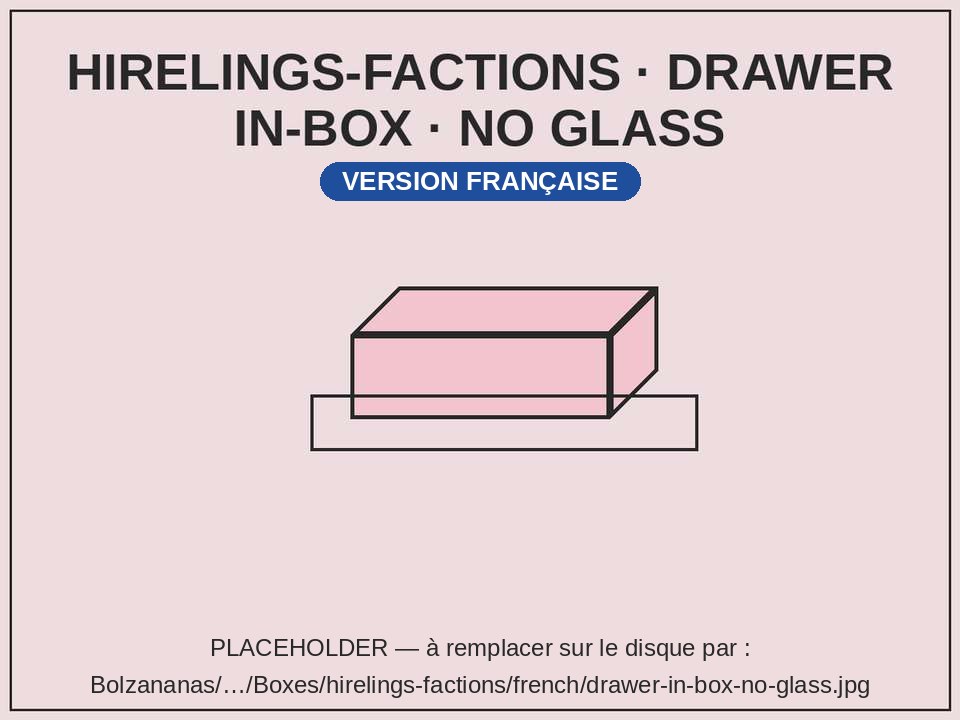 HIRELINGS-FACTIONS · DRAWER
IN-BOX · NO GLASS
VERSION FRANÇAISE
PLACEHOLDER — à remplacer sur le disque par :
Bolzananas/…/Boxes/hirelings-factions/french/drawer-in-box-no-glass.jpg